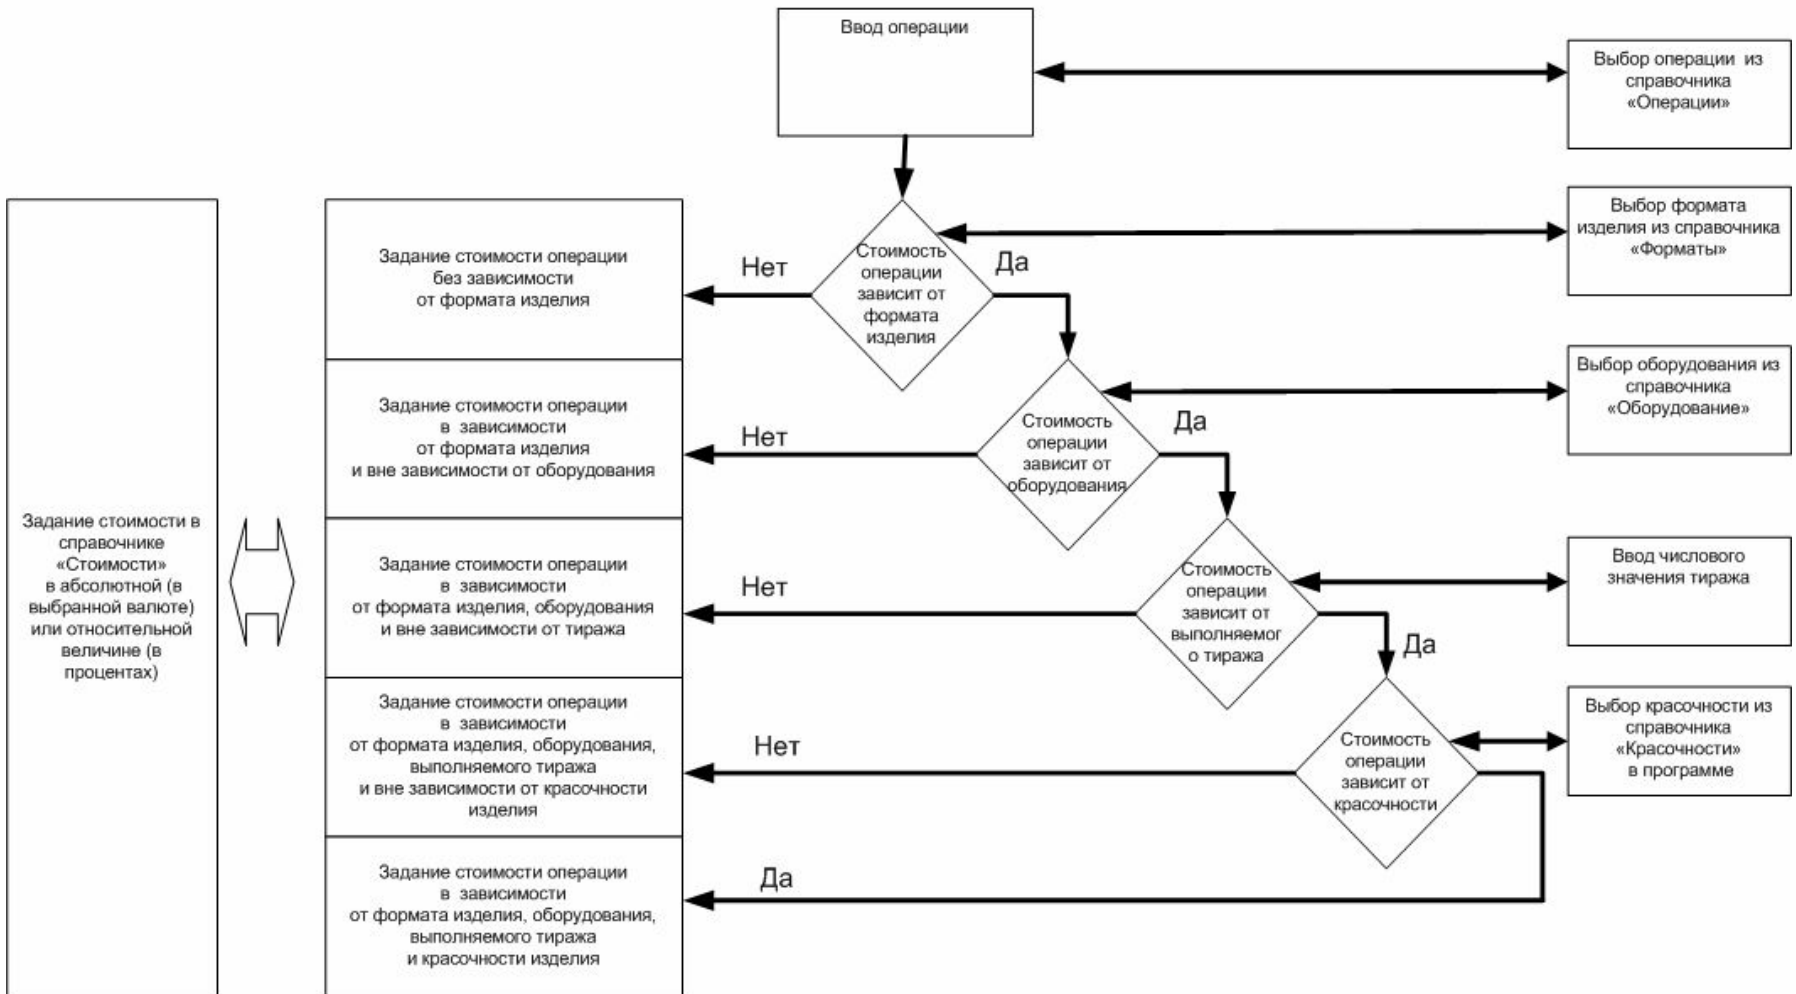 Ввод операции
Выбор операции из
справочника
«Операции»
Выбор формата
изделия из справочника
«Форматы»
Стоимость
операции
зависит от
формата
изделия
Нет
Да
Задание стоимости операции
без зависимости
от формата изделия
Выбор оборудования из
справочника
«Оборудование»
Стоимость
операции
зависит от
оборудования
Нет
Да
Задание стоимости операции
в зависимости
от формата изделия
и вне зависимости от оборудования
Задание стоимости в
справочнике
«Стоимости»
в абсолютной (в
выбранной валюте)
или относительной
величине (в
процентах)
Ввод числового
значения тиража
Стоимость
операции
зависит от
выполняемог
о тиража
Нет
Да
Задание стоимости операции
в зависимости
от формата изделия, оборудования
и вне зависимости от тиража
Выбор красочности из
справочника
«Красочности»
в программе
Стоимость
операции
зависит от
красочности
Нет
Задание стоимости операции
в зависимости
от формата изделия, оборудования,
выполняемого тиража
и вне зависимости от красочности
изделия
Да
Задание стоимости операции
в зависимости
от формата изделия, оборудования,
выполняемого тиража
и красочности изделия